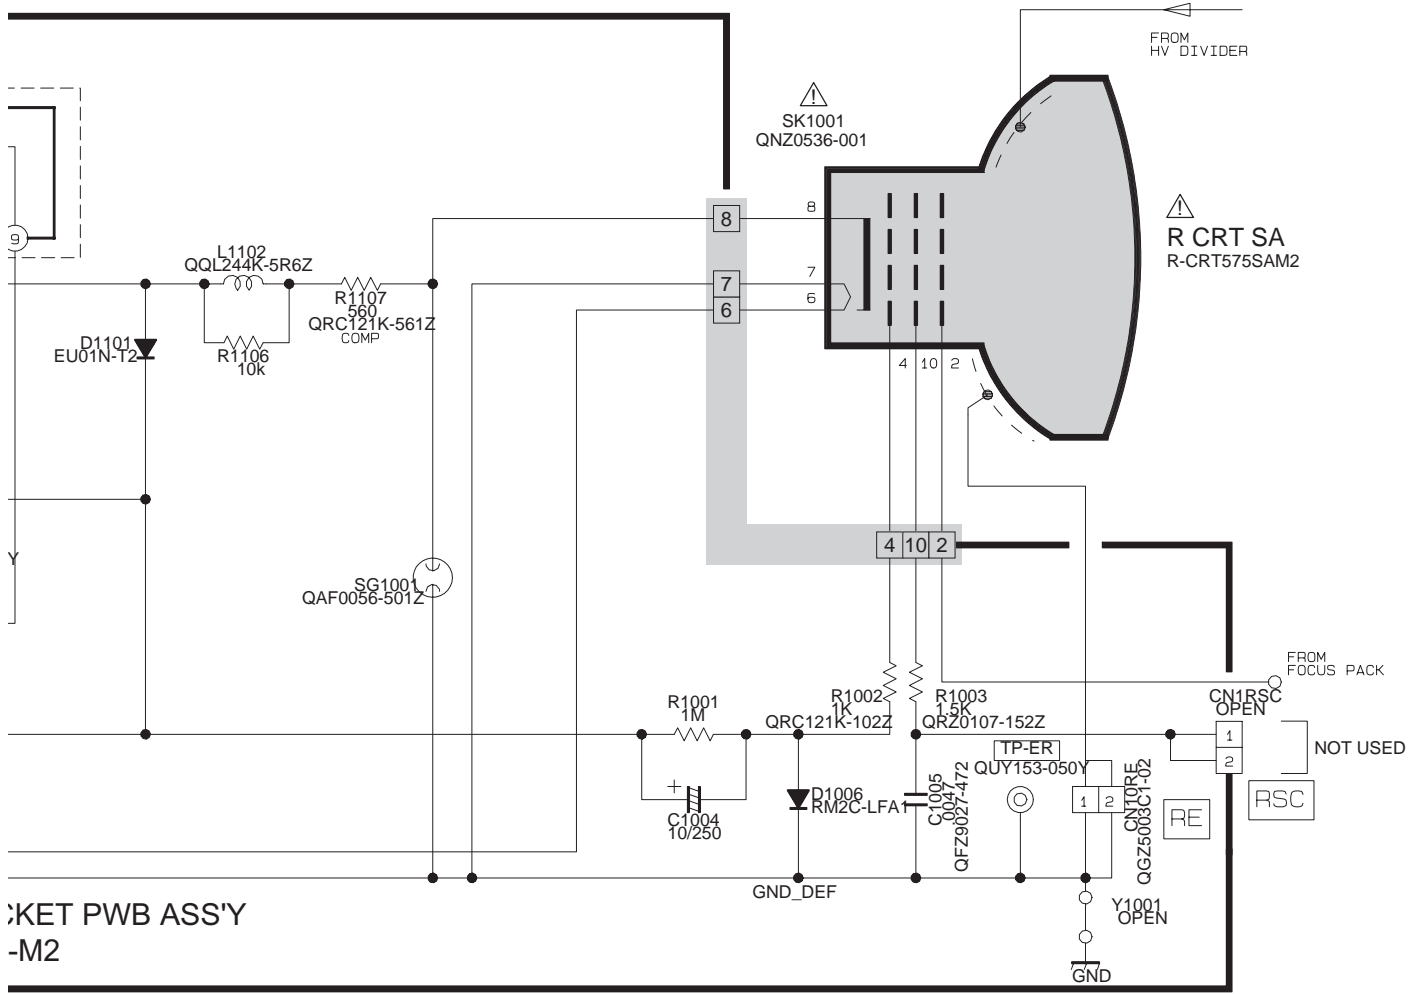 FROM
HV DIVIDER
SK1001
QNZ0536-001
8
8
R CRT SA
R-CRT575SAM2
9
L1102
QQL244K-5R6Z
7
7
6
6
R1107
560
QRC121K-561Z
COMP
D1101
EU01N-T2
R1106
10k
4
10
2
4
10
2
Y
SG1001
QAF0056-501Z
FROM
FOCUS PACK
R1001
1M
R1002
1K
QRC121K-102Z
R1003
1.5K
QRZ0107-152Z
CN1RSC
OPEN
1
2
NOT USED
TP-ER
QUY153-050Y
+
C1004
10/250
D1006
RM2C-LFA1
C1005
.0047
QFZ9027-472
1
2
CN10RE
QGZ5003C1-02
RE
RSC
GND_DEF
Y1001
OPEN
CKET PWB ASS'Y
-M2
GND